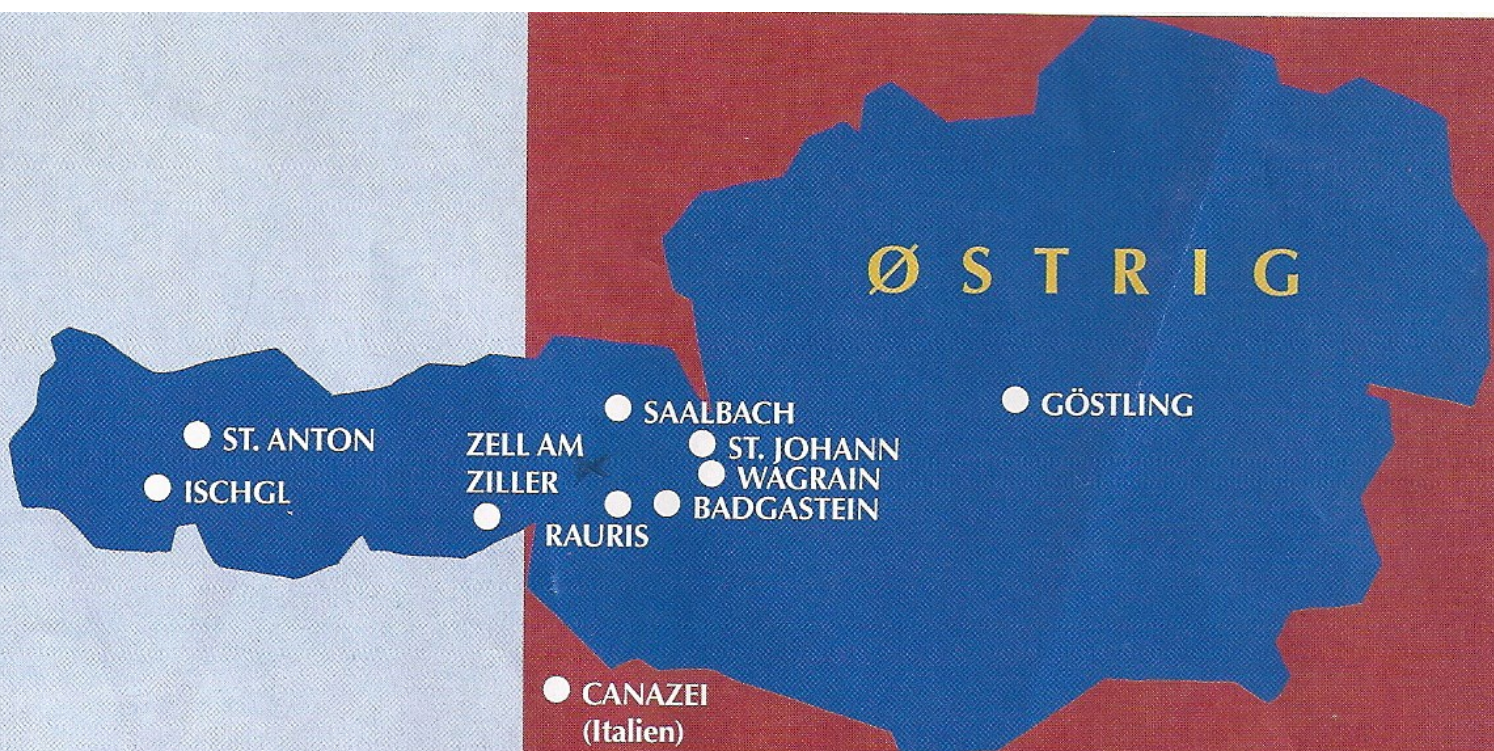 ØSTRIG
SAALBACH
GÖSTLING
ST. ANTON
ZELL AM
ZILLER
ST. JOHANN
WAGRAIN
ISCHGL
BADGASTEIN
RAURIS
CANAZEI
(Italien)